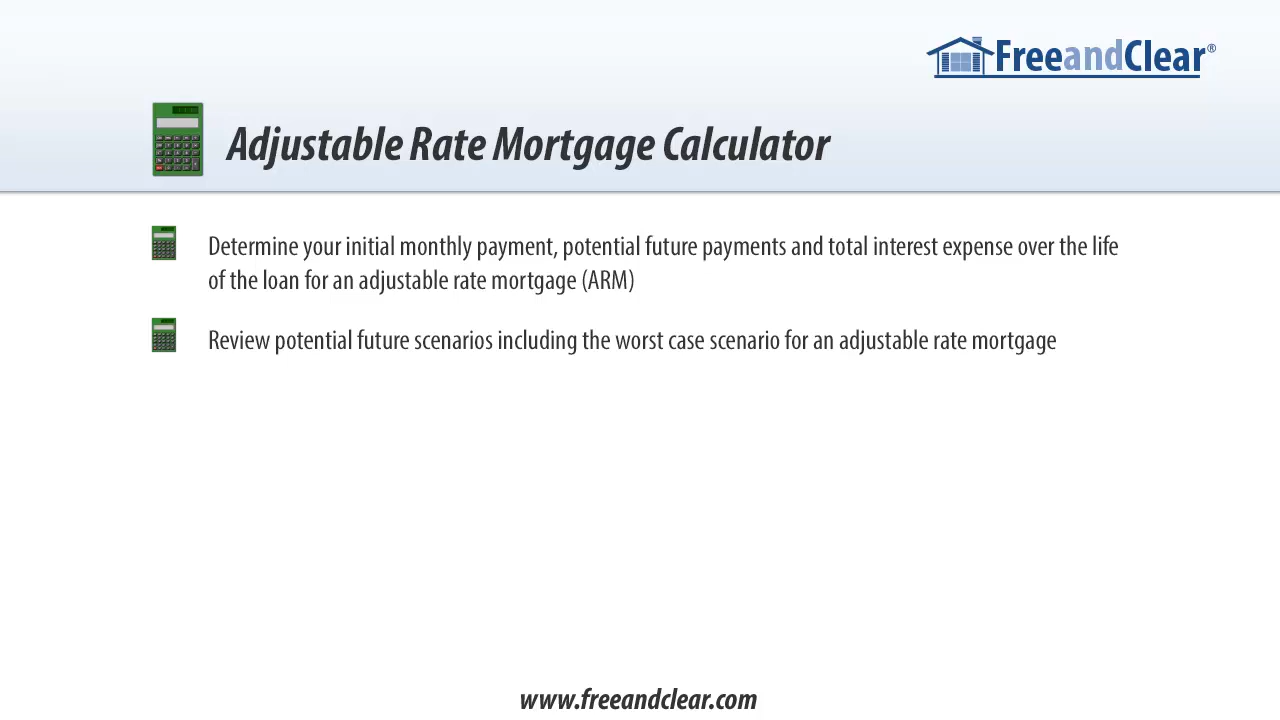 FreeandClear®
Adjustable Rate Mortgage Calculator
Determine your initial monthly payment, potential future payments and total interest expense over the life
of the loan for an adjustable rate mortgage (ARM)
Review potential future scenarios including the worst case scenario for an adjustable rate mortgage
www.freeandclear.com